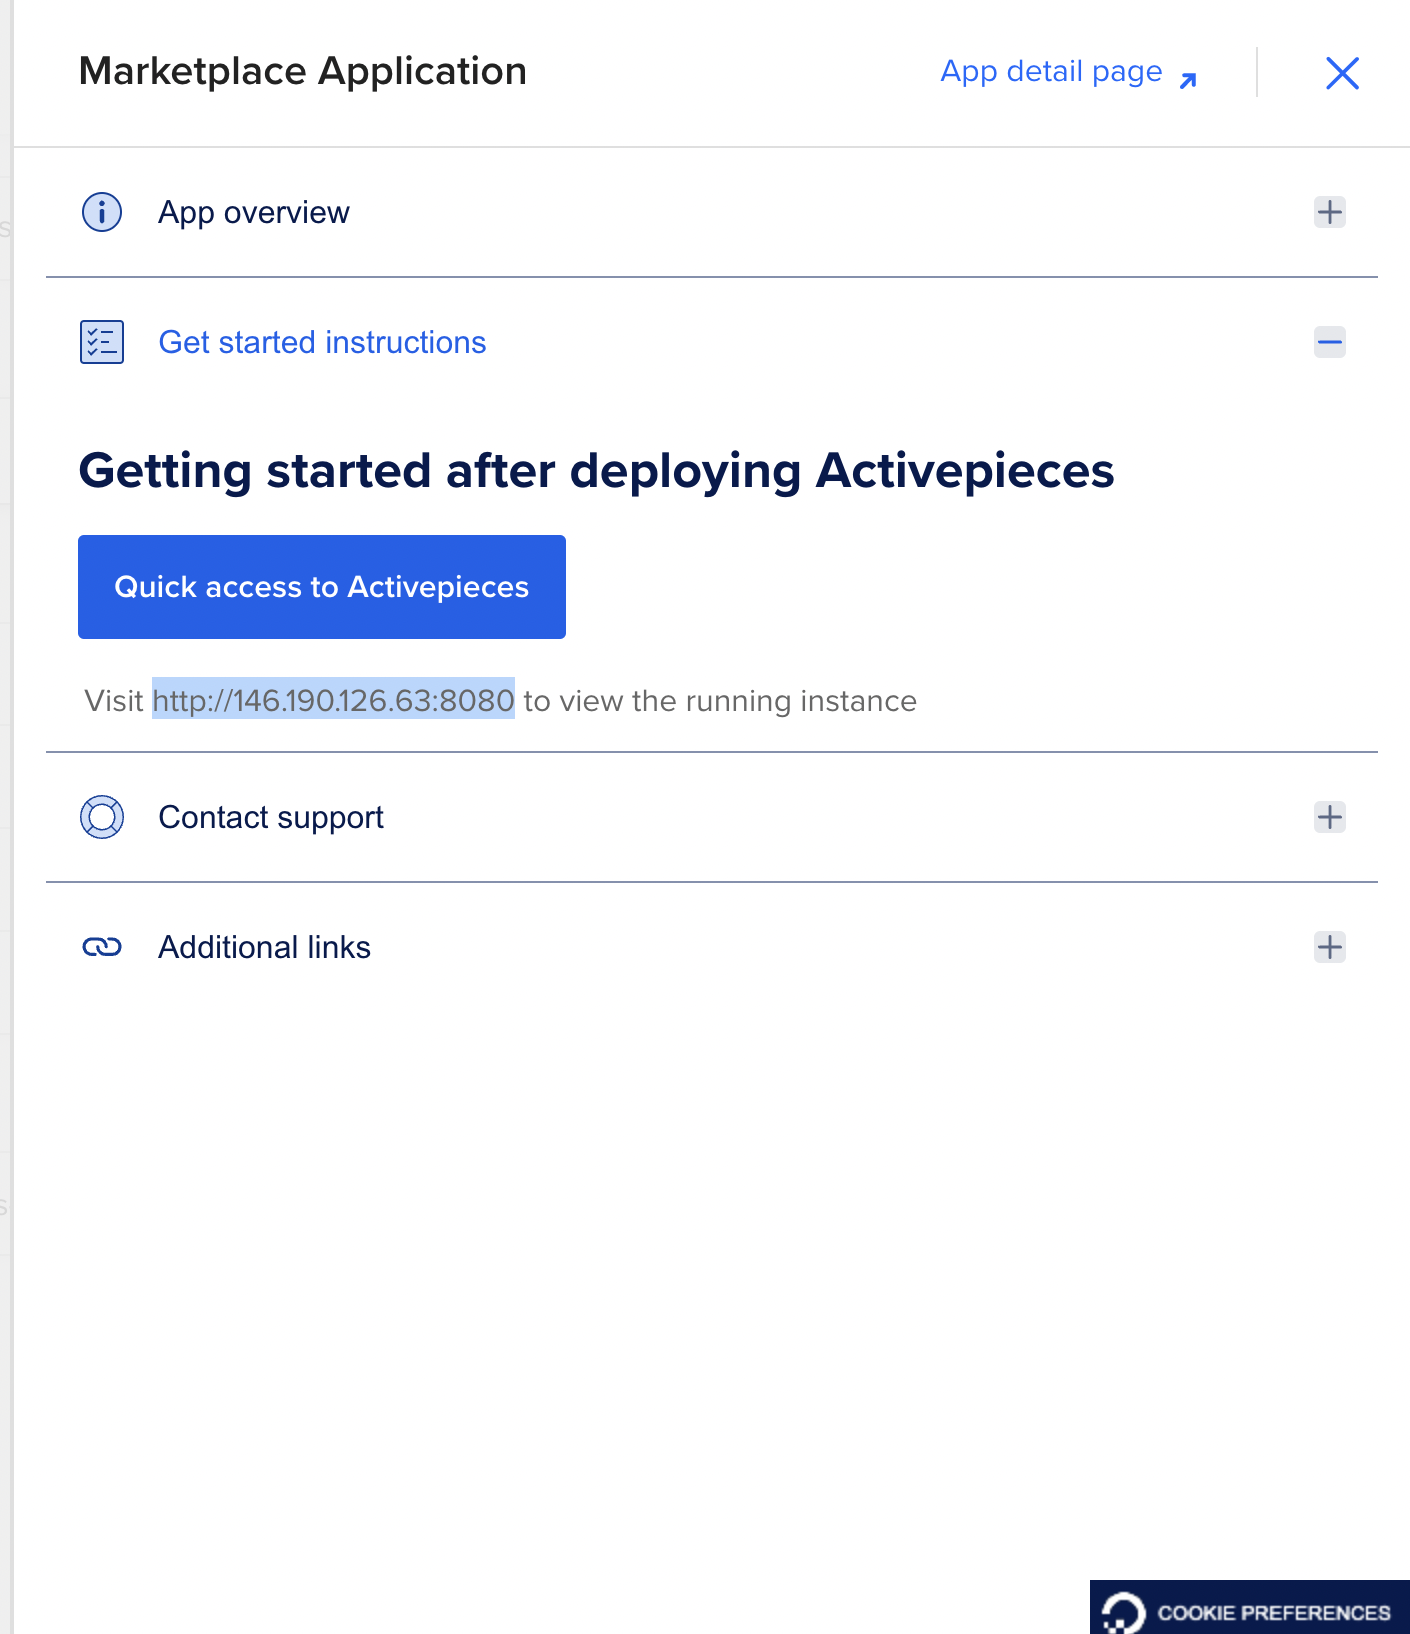 Marketplace Application
App detail page
App overview
Get started instructions
Getting started after deploying Activepieces
Quick access to Activepieces
Visit http://146.190.126.63:8080 to view the running instance
Contact support
Additional links
COOKIE PREFERENCES